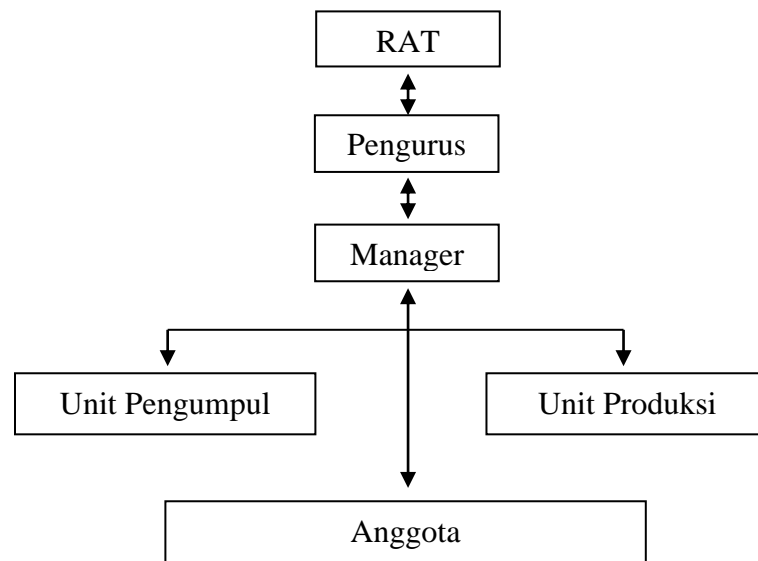 RAT
Pengurus
Manager
Unit Pengumpul
Unit Produksi
Anggota